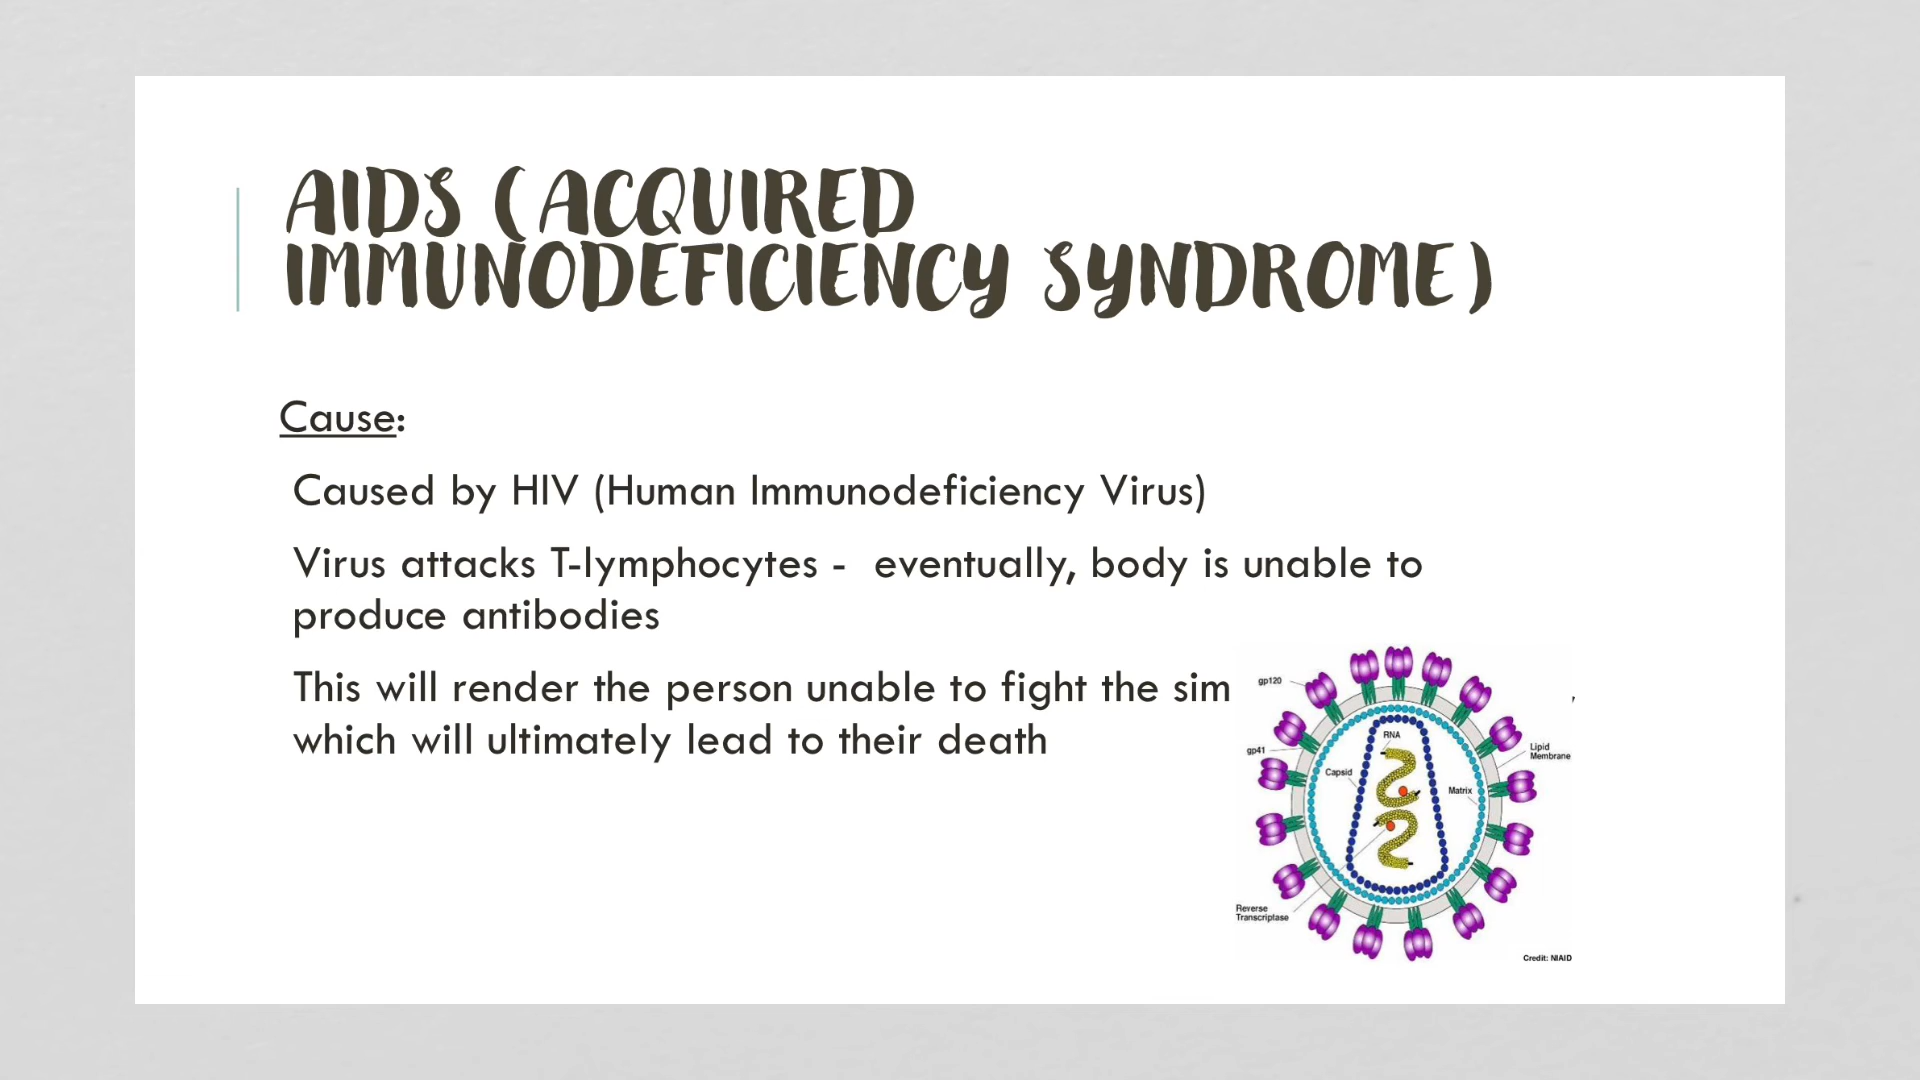 AIDS (ACQUIRED
IMMUNODEFICIENCY SYNDROME)
Cause:
Caused by HIV (Human Immunodeficiency Virus)
Virus attacks T-lymphocytes -  eventually, body is unable to
produce antibodies
This will render the person unable to fight the sim
which will ultimately lead to their death
gp120
RNA
gp41
Lipid
Membrane
Capsid
Matrix
Reverse
Transcriptase
Credit: NIAID